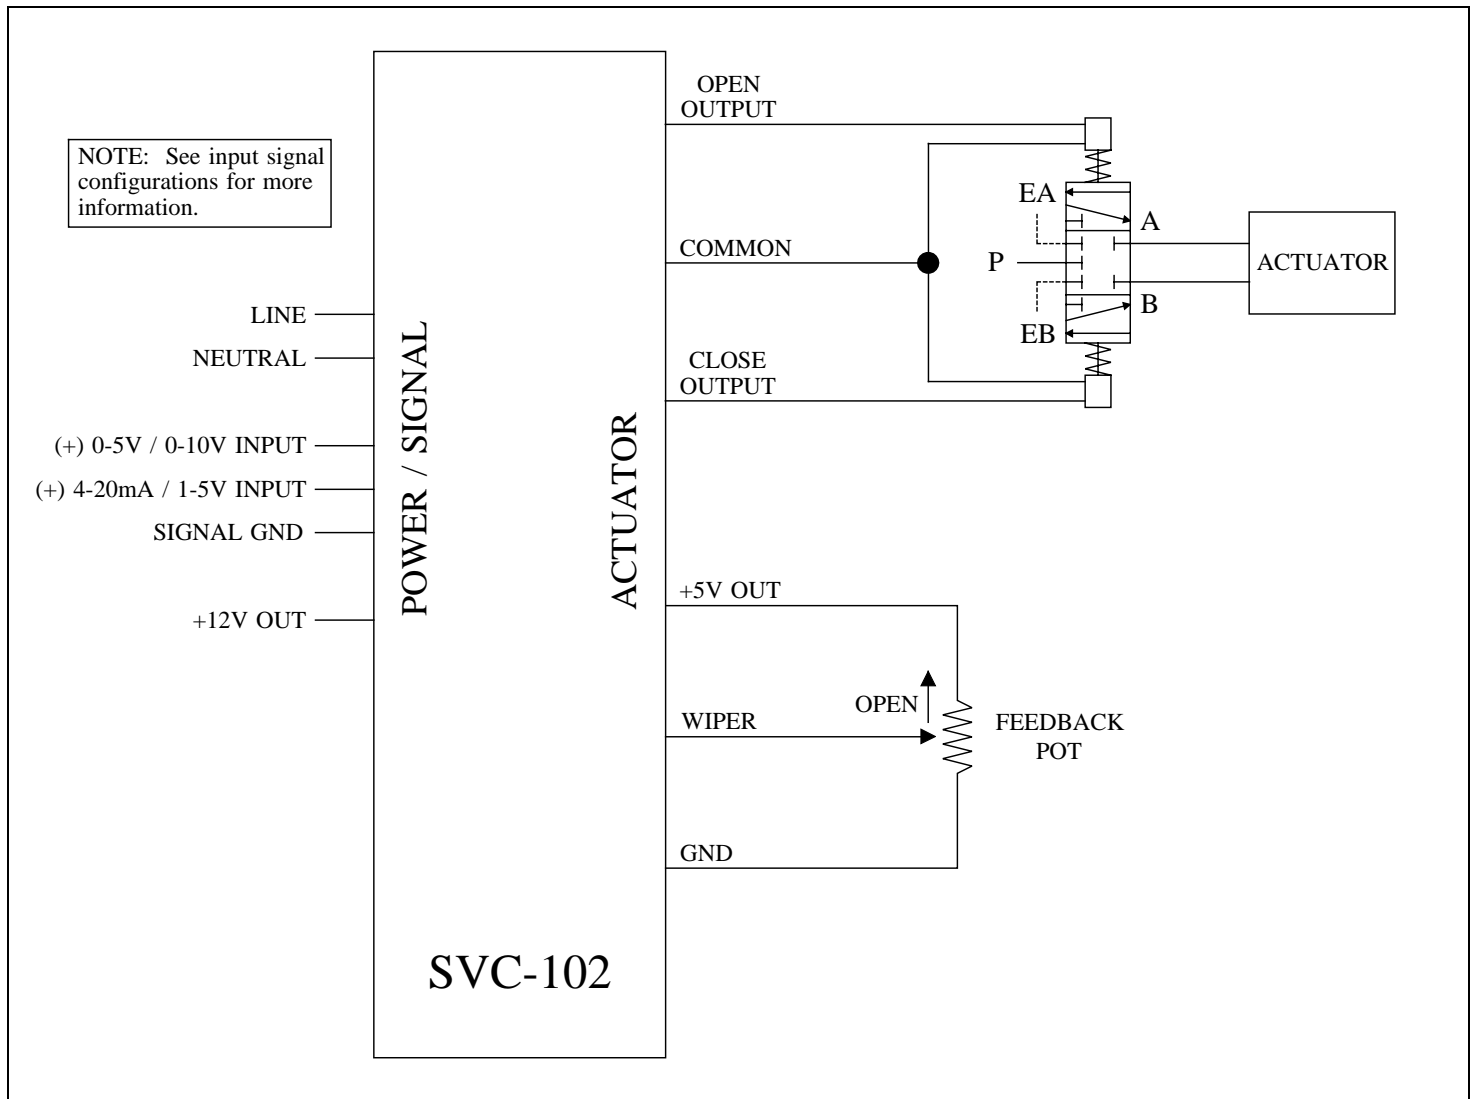 NOTE: See input signal
configurations for more
information.
LINE
NEUTRAL
(+) 0-5V / 0-10V INPUT
(+) 4-20mA / 1-5V INPUT
SIGNAL GND
+12V OUT
POWER / SIGNAL
ACTUATOR
SVC-102
OPEN
OUTPUT
COMMON
CLOSE
OUTPUT
+5V OUT
WIPER
GND
EA
A
P
B
EB
ACTUATOR
OPEN
FEEDBACK
POT